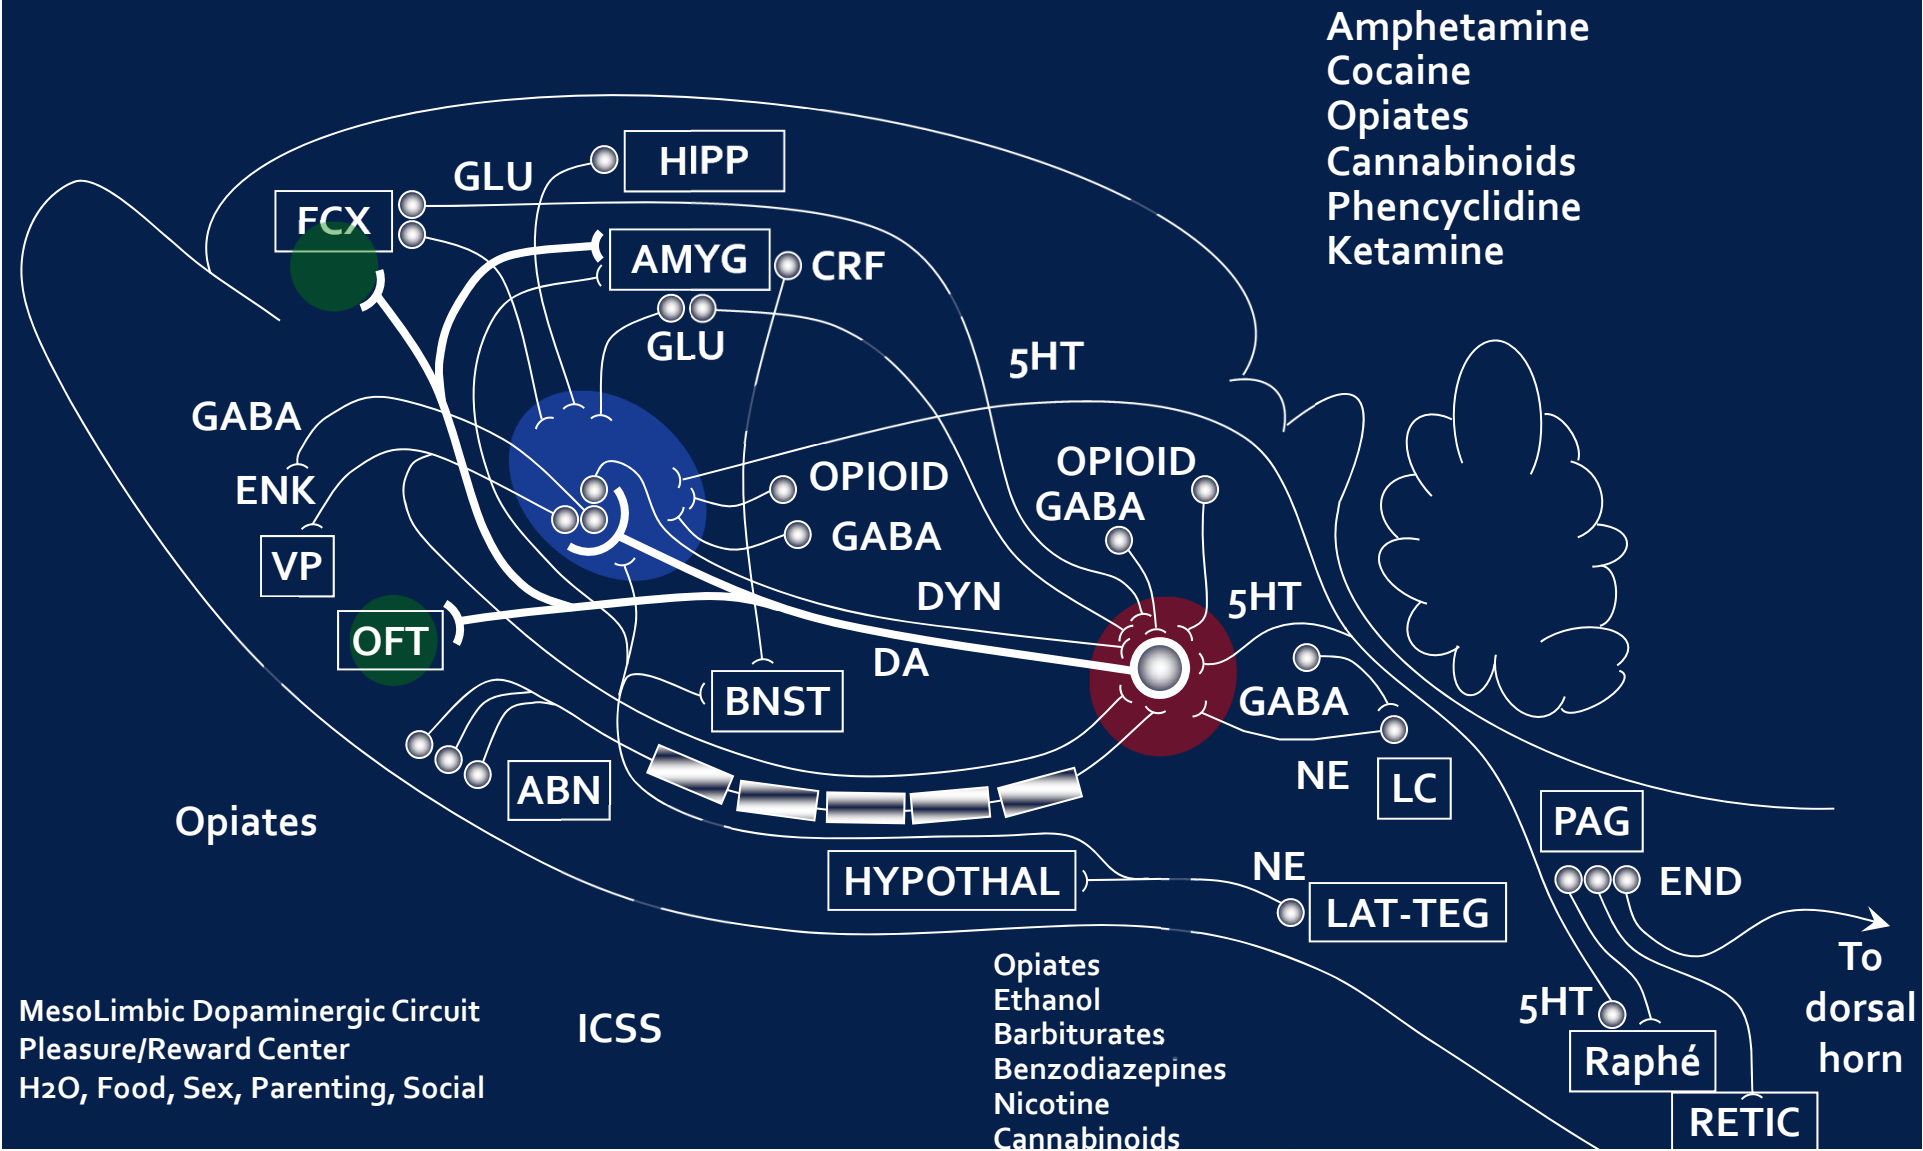 Amphetamine
Cocaine
Opiates
Cannabinoids
Phencyclidine
Ketamine
HIPP
GLU
FCX
AMYG
CRF
GLU
5HT
GABA
OPIOID
OPIOID
ENK
GABA
GABA
VP
DYN
5HT
OFT
DA
BNST
GABA
NE
LC
ABN
Opiates
PAG
HYPOTHAL
NE
END
LAT-TEG
To
dorsal
horn
5HT
Raphé
RETIC
MesoLimbic Dopaminergic Circuit
Pleasure/Reward Center
H2O, Food, Sex, Parenting, Social
ICSS
Opiates
Ethanol
Barbiturates
Benzodiazepines
Nicotine
Cannabinoids